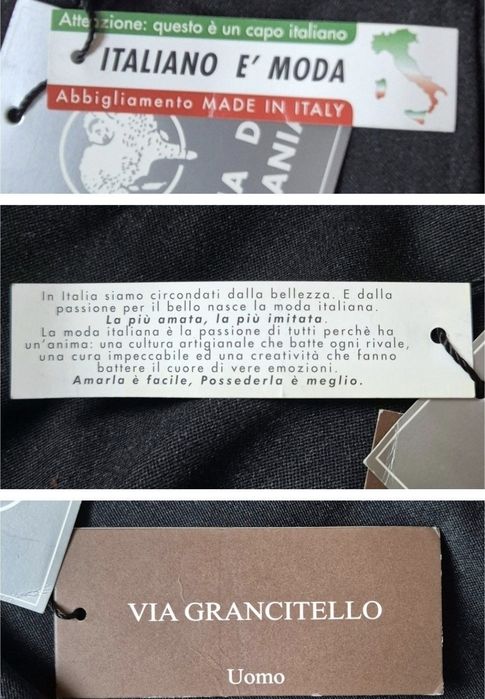 Attenzione: questo è un capo italiano
ITALIANO E' MODA
Abbigliamento MADE IN ITALY
In Italia siamo circondati dalla bellezza. E dalla
passione per il bello nasce la moda italiana.
La più amata, la più imitata.
La moda italiana è la passione di tutti perchè ha
un'anima: una cultura artigianale che batte ogni rivale,
una cura impeccabile ed una creatività che fanno
battere il cuore di vere emozioni.
Amarla è facile, Possederla è meglio.
VIA GRANCITELLO
Uomo